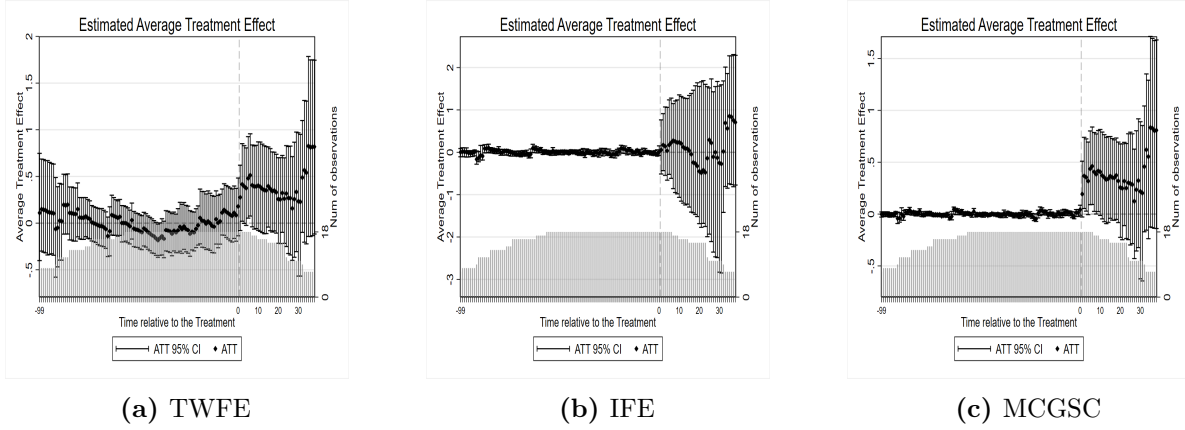 Estimated Average Treatment Effect
Average Treatment Effect
2
1.5
1
.5
0
-.5
Num of observations
18
0
-99
0
10
20
30
Time relative to the Treatment
ATT 95% CI
ATT
(a) TWFE
Estimated Average Treatment Effect
Average Treatment Effect
2
1
0
-1
-2
-3
Num of observations
18
0
-99
0
10
20
30
Time relative to the Treatment
ATT 95% CI
ATT
(b) IFE
Estimated Average Treatment Effect
Average Treatment Effect
1.5
1
.5
0
-.5
Num of observations
18
0
-99
0
10
20
30
Time relative to the Treatment
ATT 95% CI
ATT
(c) MCGSC